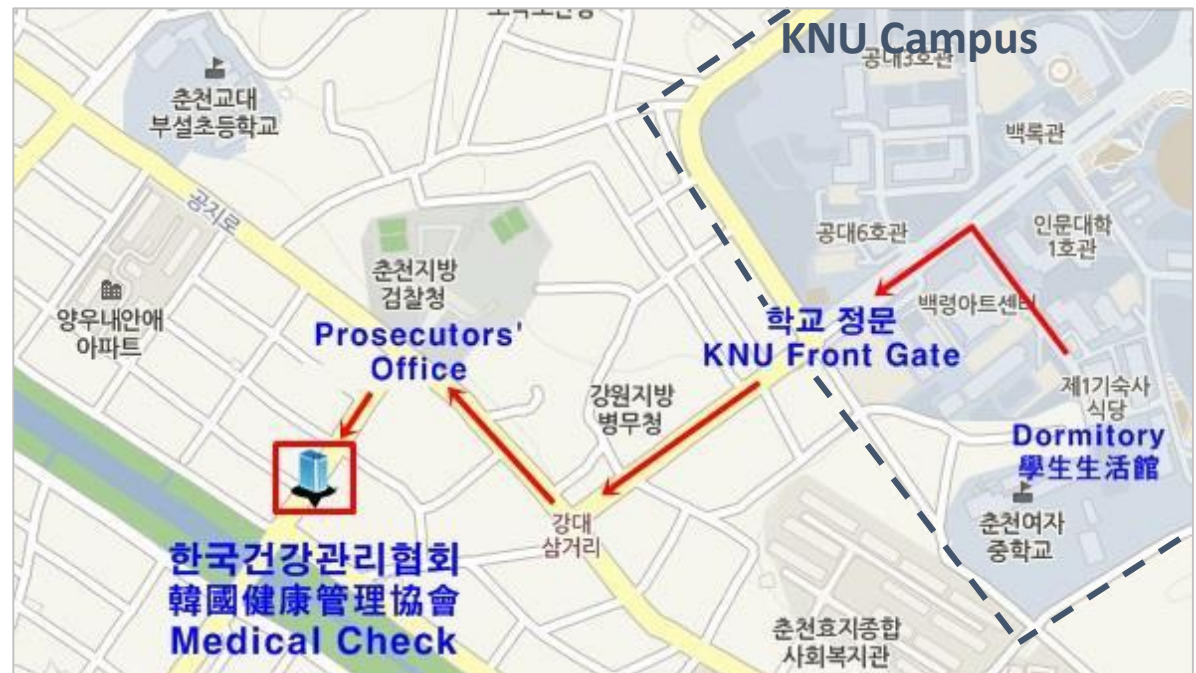 KNU Campus
공대3호관
춘천교대
부설초등학교
백록관
공지로
공대6호관
인문대학
1호관
춘천지방
검찰청
양우내안애
아파트
백령아트센터
학교 정문
KNU Front Gate
Prosecutors'
Office
강원지방
병무청
제1기숙사
식당
Dormitory
學生生活館
강대
삼거리
춘천여자
중학교
한국건강관리협회
韓國健康管理協會
Medical Check
춘천효지종합
사회복지관